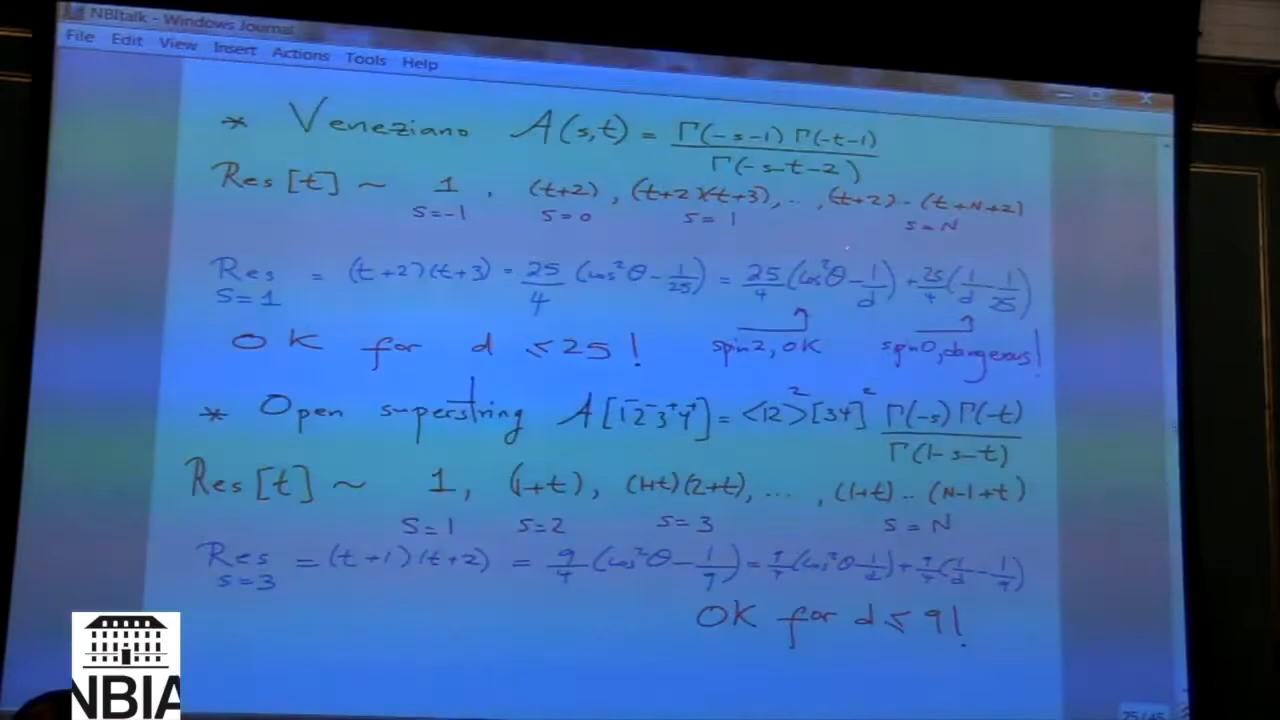 NBItalk - Windows Journal
File Edit View Insert Actions Tools Help
* Veneziano A(s,t) = Γ(-s-1) Γ(-t-1) / Γ(-s-t-2)
Res [t] ~ 1, (t+2), (t+2)(t+3), .., (t+2)..(t+N+2)
s=-1 s=0 s=1 s=N
Res = (t+2)(t+3) = 25/4 (cos²θ - 1/25) = 25/4 (cos²θ - 1/d) + 25/4 (1/d - 1/25)
s=1
OK for d ≤ 25! spin 2, OK spin 0, dangerous!
* Open superstring A[1⁻2⁻3⁺4⁺] = <12>² [34]² Γ(-s) Γ(-t) / Γ(1-s-t)
Res [t] ~ 1, (1+t), (1+t)(2+t), ..., (1+t)..(N-1+t)
s=1 s=2 s=3 s=N
Res = (t+1)(t+2) = 9/4 (cos²θ - 1/9) = 9/4 (cos²θ - 1/d) + 9/4 (1/d - 1/9)
s=3
OK for d ≤ 9!
NBIA